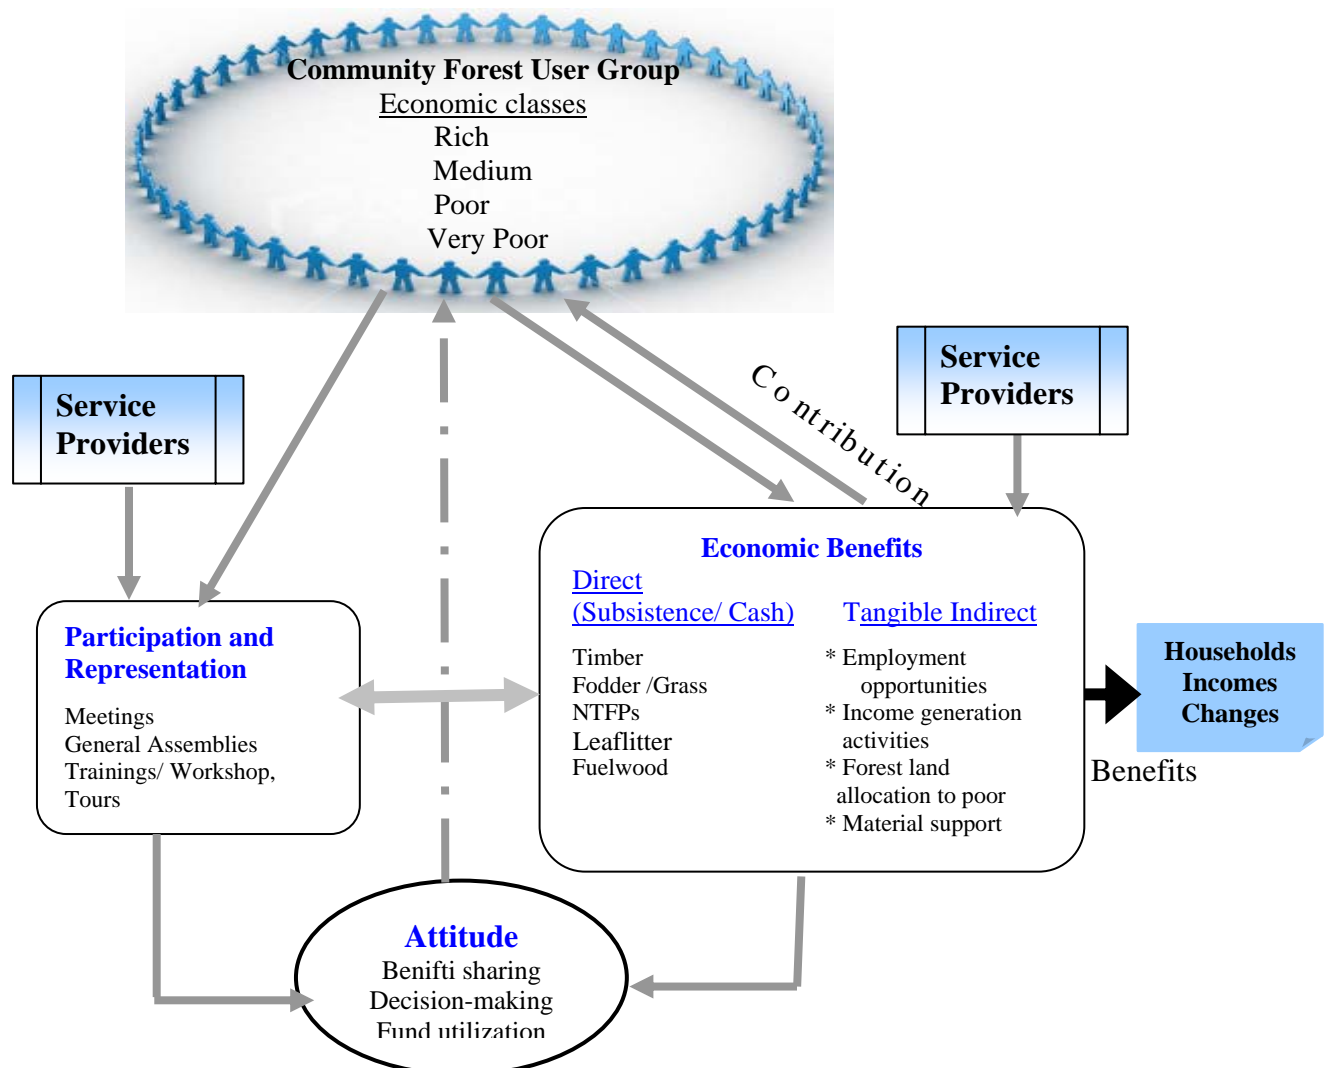 Community Forest User Group
Economic classes
Rich
Medium
Poor
Very Poor
Service
Providers
Contribution
Service
Providers
Participation and
Representation
Meetings
General Assemblies
Trainings/ Workshop,
Tours
Economic Benefits
Direct
(Subsistence/ Cash)
Timber
Fodder /Grass
NTFPs
Leaflitter
Fuelwood
Tangible Indirect
* Employment
opportunities
* Income generation
activities
* Forest land
allocation to poor
* Material support
Households
Incomes
Changes
Benefits
Attitude
Benifti sharing
Decision-making
Fund utilization